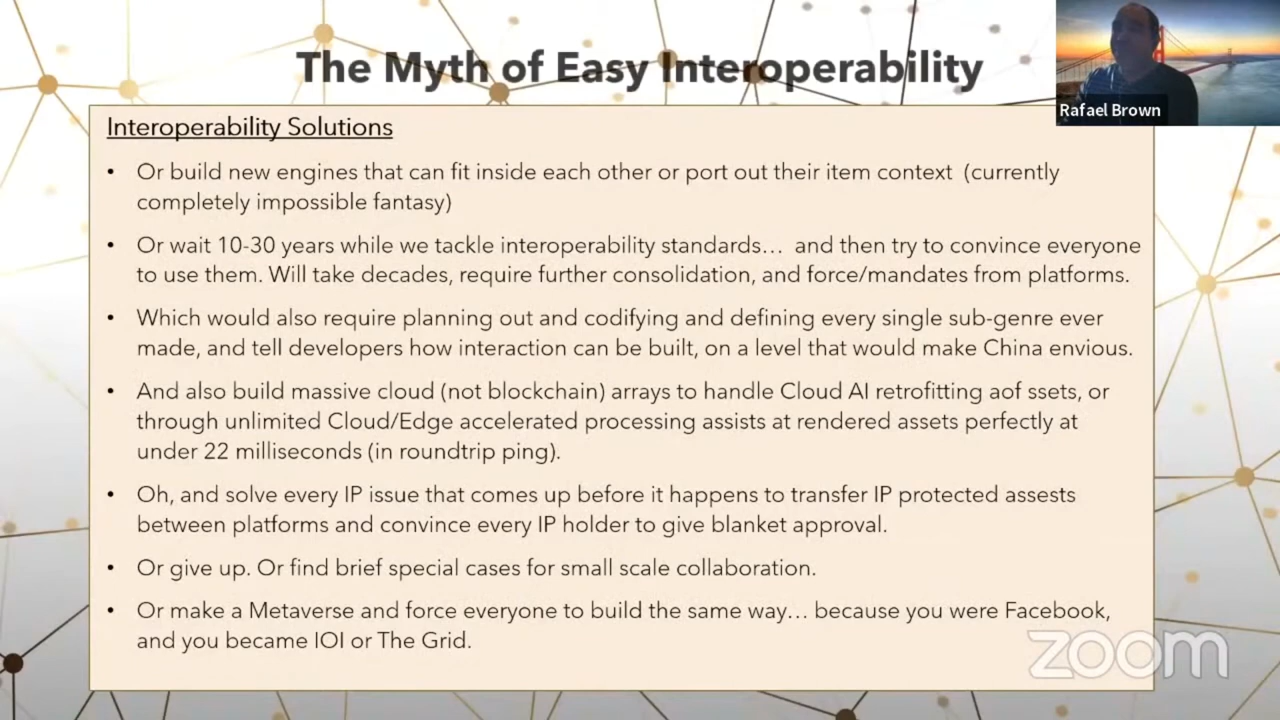 The Myth of Easy Interoperability
Rafael Brown
Interoperability Solutions
• Or build new engines that can fit inside each other or port out their item context (currently
completely impossible fantasy)
• Or wait 10-30 years while we tackle interoperability standards… and then try to convince everyone
to use them. Will take decades, require further consolidation, and force/mandates from platforms.
• Which would also require planning out and codifying and defining every single sub-genre ever
made, and tell developers how interaction can be built, on a level that would make China envious.
• And also build massive cloud (not blockchain) arrays to handle Cloud AI retrofitting aof ssets, or
through unlimited Cloud/Edge accelerated processing assists at rendered assets perfectly at
under 22 milliseconds (in roundtrip ping).
• Oh, and solve every IP issue that comes up before it happens to transfer IP protected assests
between platforms and convince every IP holder to give blanket approval.
• Or give up. Or find brief special cases for small scale collaboration.
• Or make a Metaverse and force everyone to build the same way… because you were Facebook,
and you became IOI or The Grid.
zoom